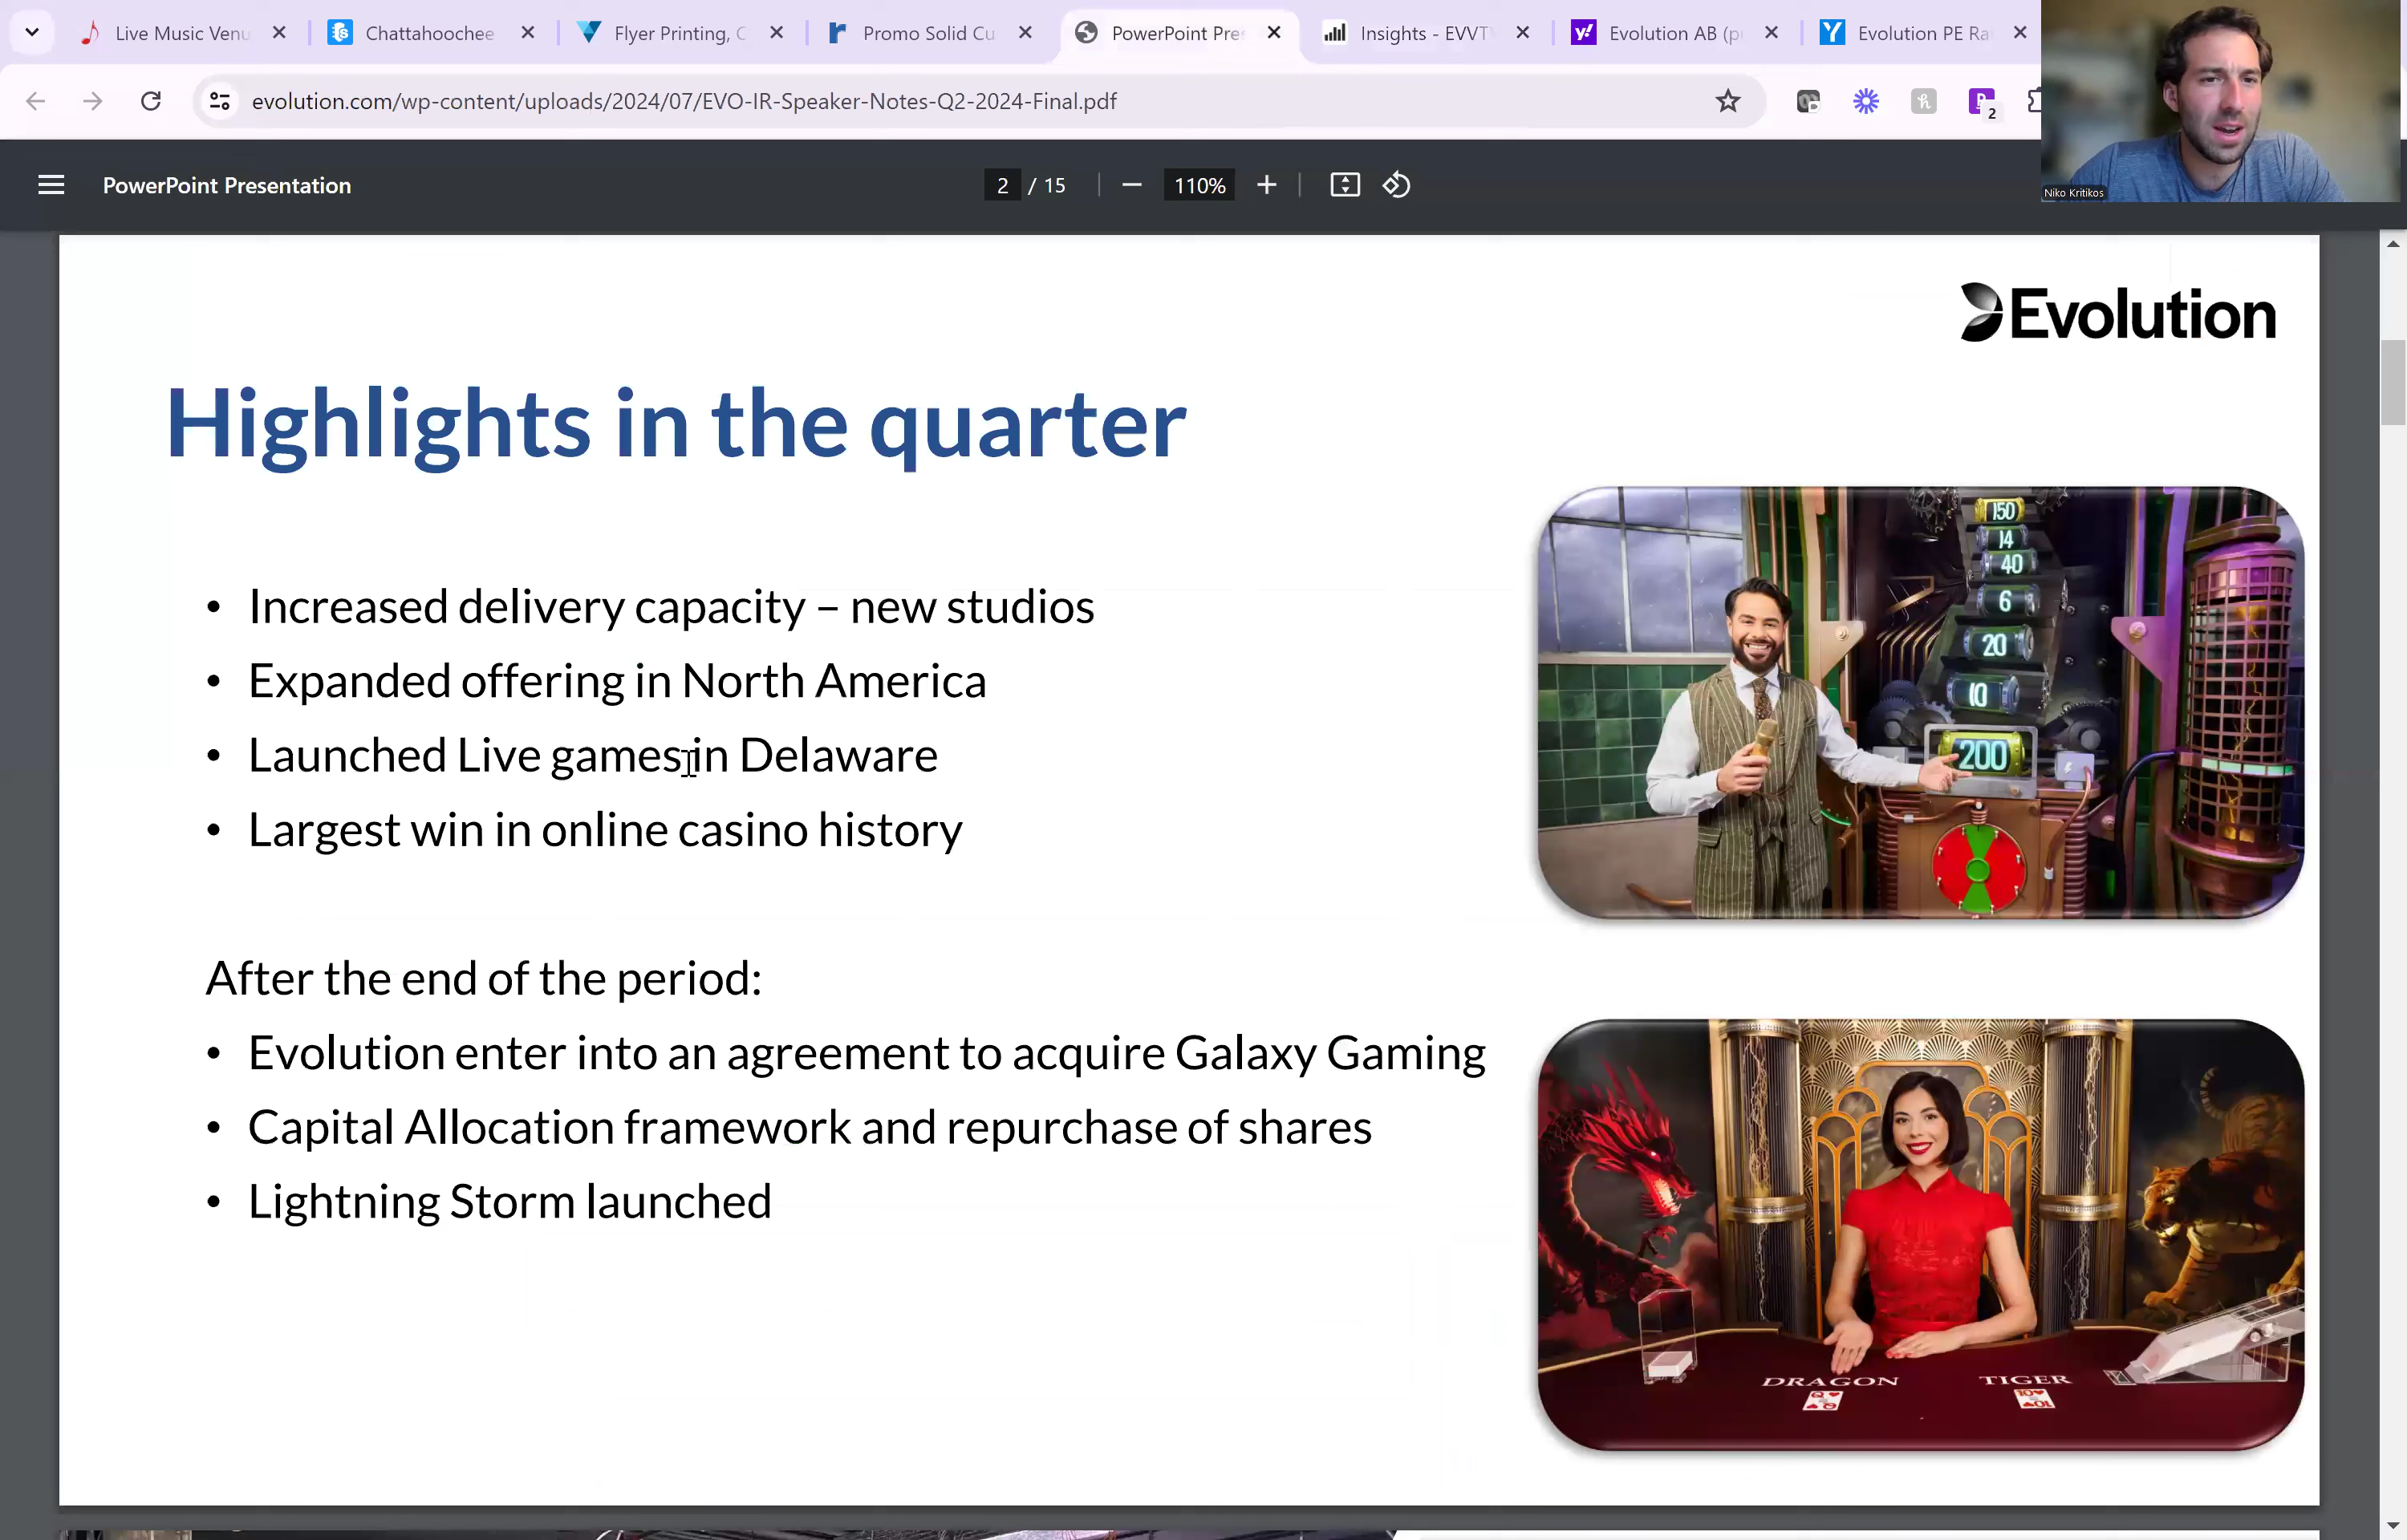 Live Music Venu
Chattahoochee
Flyer Printing, C
Promo Solid Cu
PowerPoint Pre
Insights - EVVT
Evolution AB (p
Evolution PE Ra
evolution.com/wp-content/uploads/2024/07/EVO-IR-Speaker-Notes-Q2-2024-Final.pdf
2
Niko Kritikos
PowerPoint Presentation
2 / 15
110%
Evolution
Highlights in the quarter
• Increased delivery capacity – new studios
• Expanded offering in North America
• Launched Live games in Delaware
• Largest win in online casino history
After the end of the period:
• Evolution enter into an agreement to acquire Galaxy Gaming
• Capital Allocation framework and repurchase of shares
• Lightning Storm launched
150
14
40
6
20
10
200
DRAGON TIGER